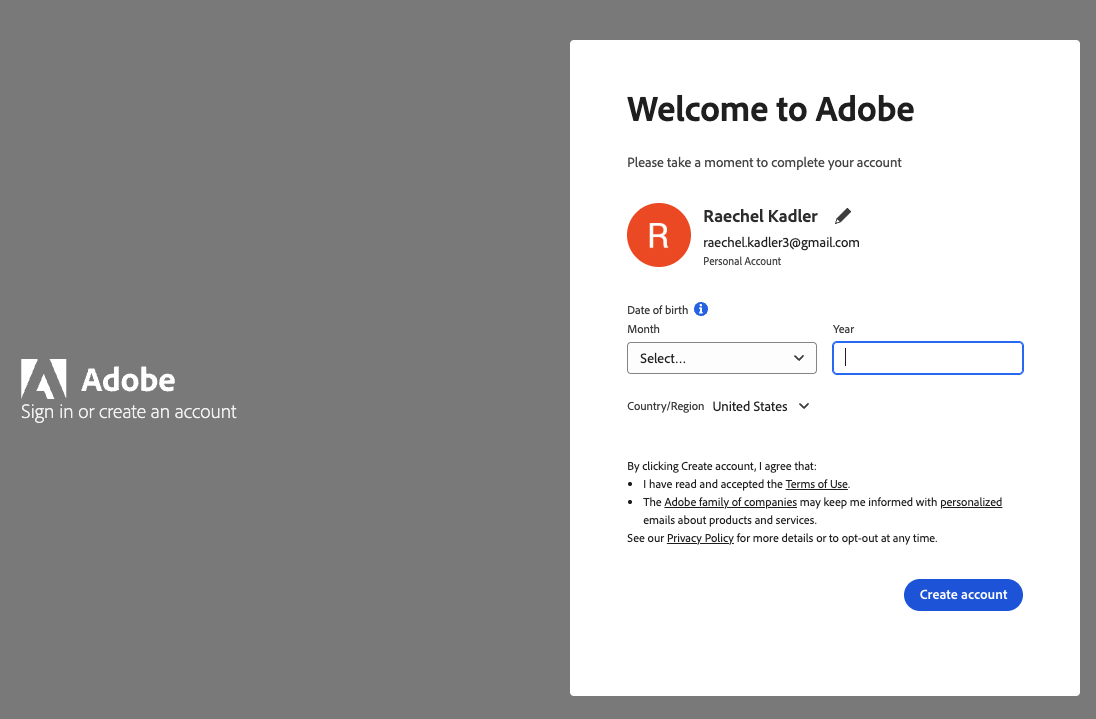 Adobe
Sign in or create an account
Welcome to Adobe
Please take a moment to complete your account
R
Raechel Kadler
raechel.kadler3@gmail.com
Personal Account
Date of birth
Month
Year
Select...
Country/Region United States
By clicking Create account, I agree that:
• I have read and accepted the Terms of Use.
• The Adobe family of companies may keep me informed with personalized
emails about products and services.
See our Privacy Policy for more details or to opt-out at any time.
Create account